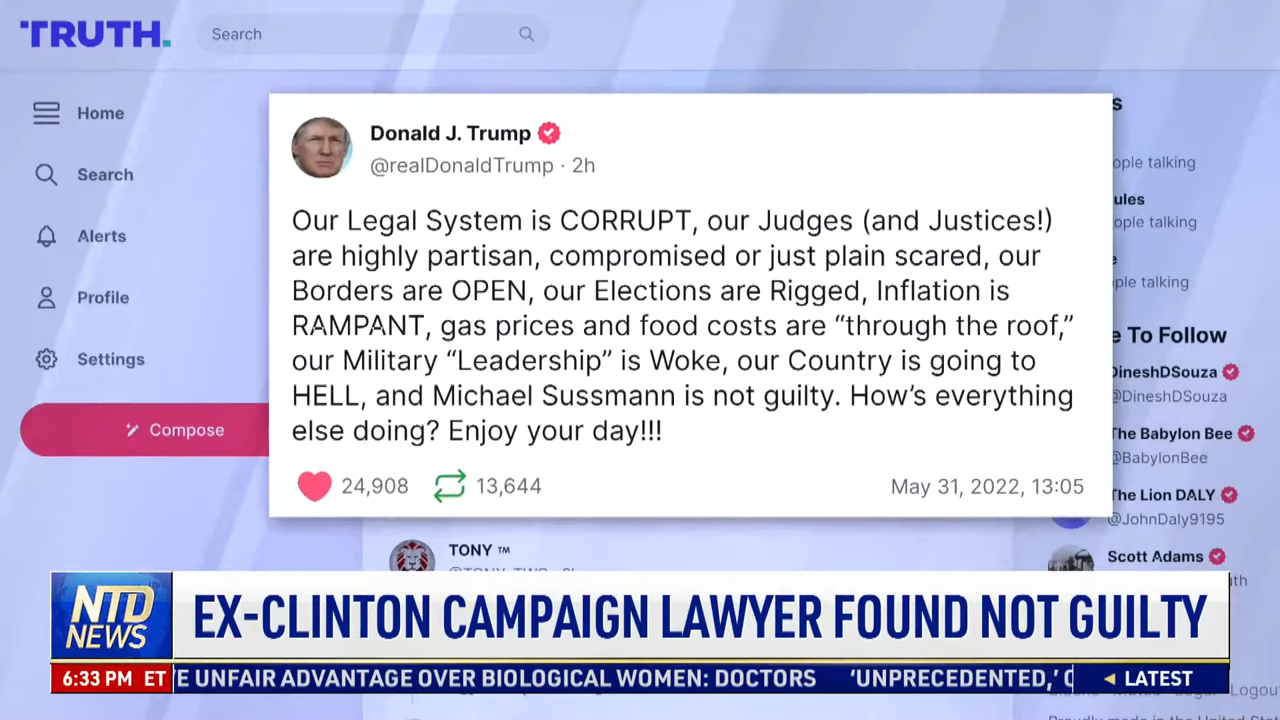 TRUTH.
Search
Home
Search
Alerts
Profile
Settings
Compose
Donald J. Trump
@realDonaldTrump · 2h
Our Legal System is CORRUPT, our Judges (and Justices!)
are highly partisan, compromised or just plain scared, our
Borders are OPEN, our Elections are Rigged, Inflation is
RAMPANT, gas prices and food costs are “through the roof,”
our Military “Leadership” is Woke, our Country is going to
HELL, and Michael Sussmann is not guilty. How’s everything
else doing? Enjoy your day!!!
24,908 13,644 May 31, 2022, 13:05
talking
talking
talking
To Follow
DineshDSouza
@DineshDSouza
The Babylon Bee
@BabylonBee
The Lion DALY
@JohnDaly9195
Scott Adams
TONY ™
NTD
NEWS
EX-CLINTON CAMPAIGN LAWYER FOUND NOT GUILTY
6:33 PM ET
UNFAIR ADVANTAGE OVER BIOLOGICAL WOMEN: DOCTORS ‘UNPRECEDENTED,’
LATEST